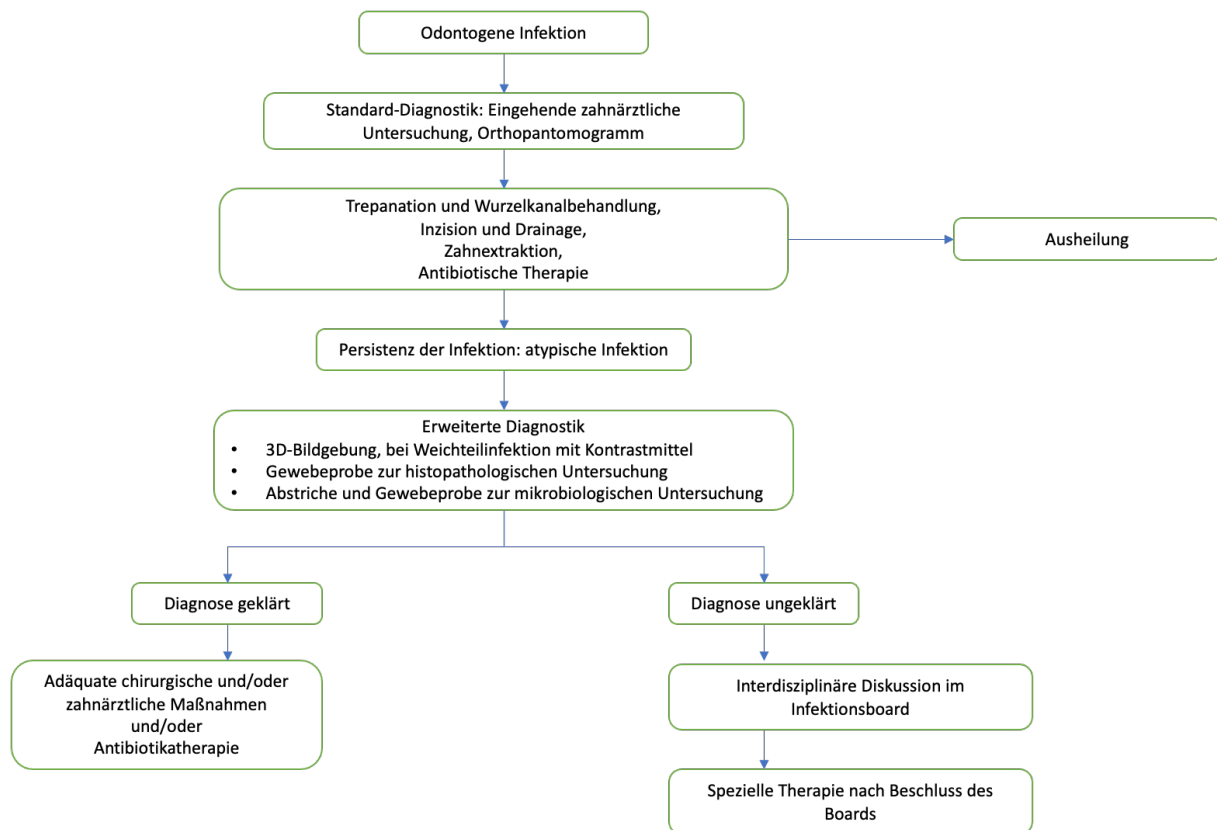 Odontogene Infektion
Standard-Diagnostik: Eingehende zahnärztliche
Untersuchung, Orthopantomogramm
Trepanation und Wurzelkanalbehandlung,
Inzision und Drainage,
Zahnextraktion,
Antibiotische Therapie
Ausheilung
Persistenz der Infektion: atypische Infektion
Erweiterte Diagnostik
• 3D-Bildgebung, bei Weichteilinfektion mit Kontrastmittel
• Gewebeprobe zur histopathologischen Untersuchung
• Abstriche und Gewebeprobe zur mikrobiologischen Untersuchung
Diagnose geklärt
Diagnose ungeklärt
Adäquate chirurgische und/oder
zahnärztliche Maßnahmen
und/oder
Antibiotikatherapie
Interdisziplinäre Diskussion im
Infektionsboard
Spezielle Therapie nach Beschluss des
Boards